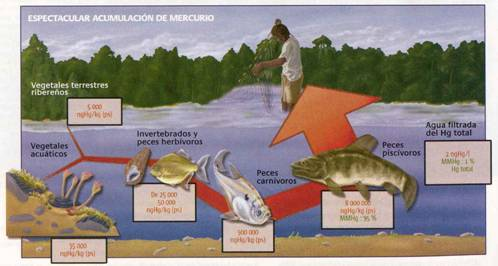 ESPECTACULAR ACUMULACIÓN DE MERCURIO
Vegetales terrestres
ribereños
5 000
ngHg/kg (ps)
Vegetales
acuáticos
35 000
ngHg/kg (ps)
Invertebrados y
peces herbívoros
De 25 000
50 000
ngHg/kg (ps)
Peces
carnívoros
500 000
ngHg/kg (ps)
Peces
piscívoros
8 000 000
ngHg/kg (ps)
MMHg : 95 %
Agua filtrada
del Hg total
2 ngHg/l
MMHg : 1 %
Hg total